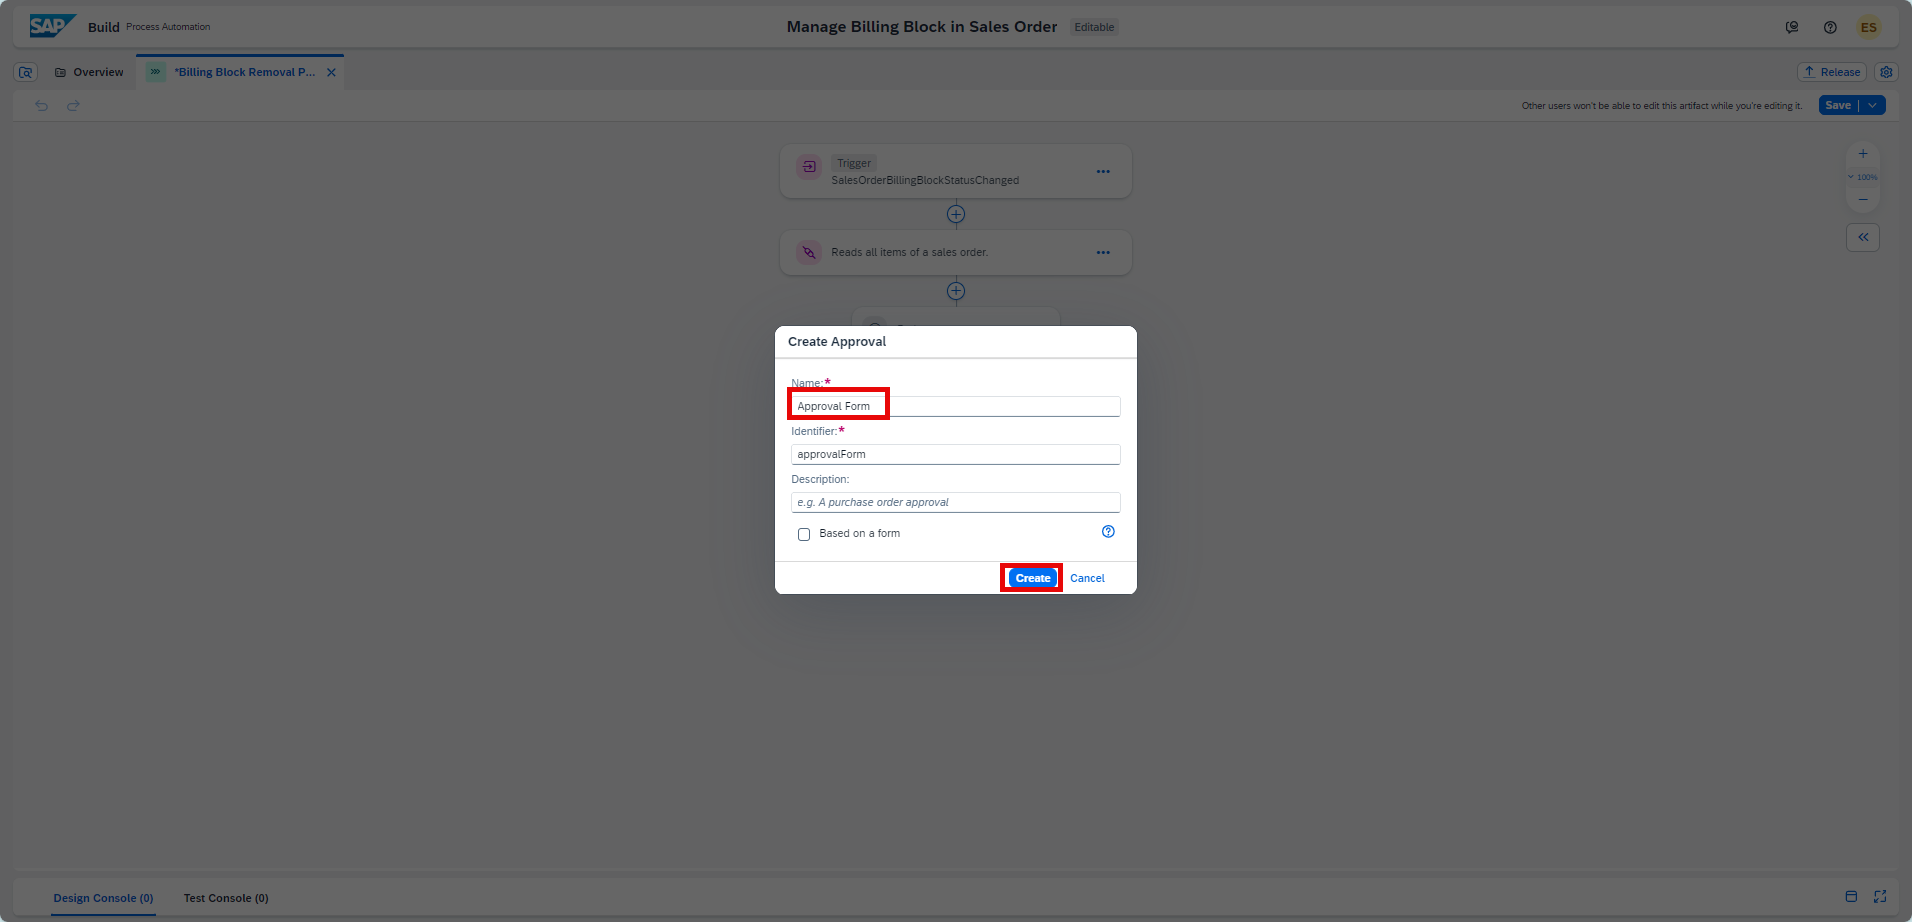 SAP Build Process Automation
Manage Billing Block in Sales Order Editable
ES
Overview
*Billing Block Removal P...
Release
Other users won't be able to edit this artifact while you're editing it.
Save
Trigger
SalesOrderBillingBlockStatusChanged
100%
Reads all items of a sales order.
Create Approval
Name:*
Approval Form
Identifier:*
approvalForm
Description:
e.g. A purchase order approval
Based on a form
Create Cancel
Design Console (0) Test Console (0)